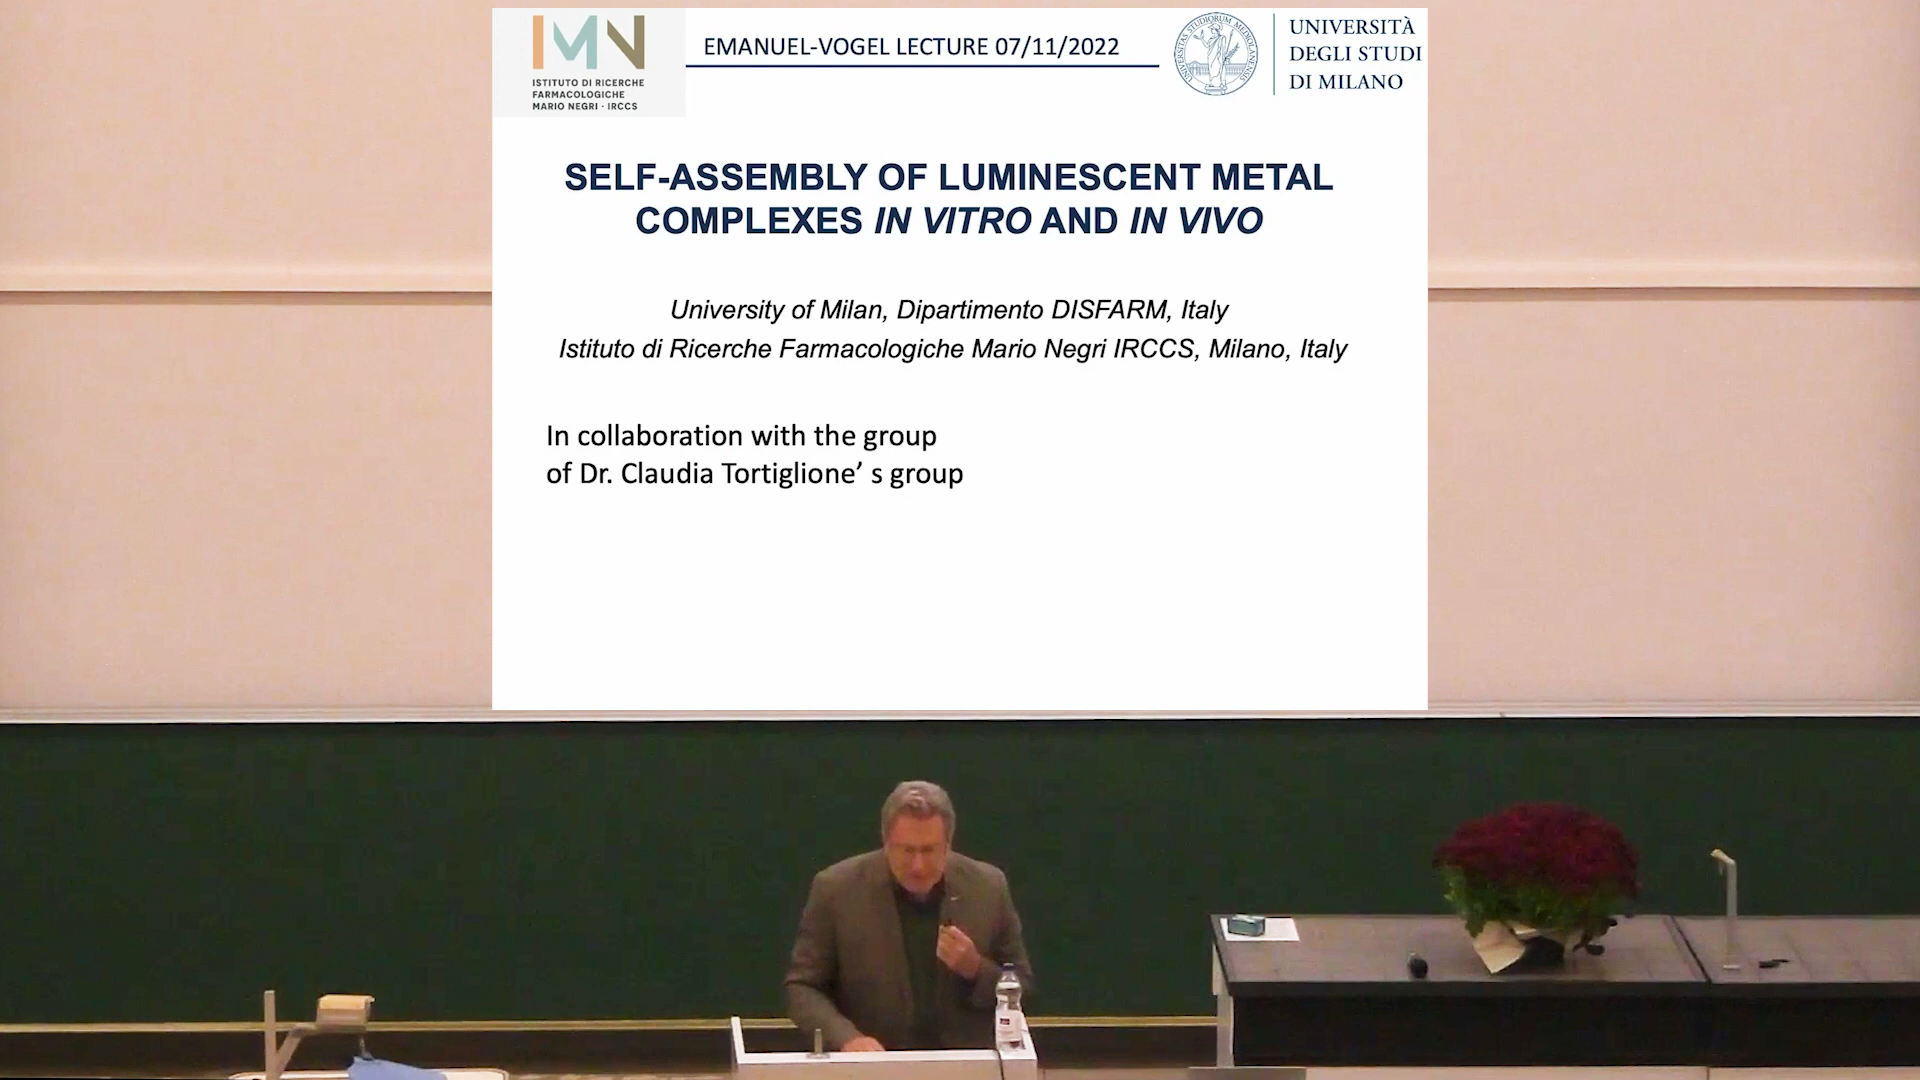 IMN
ISTITUTO DI RICERCHE
FARMACOLOGICHE
MARIO NEGRI · IRCCS
EMANUEL-VOGEL LECTURE 07/11/2022
UNIVERSITÀ
DEGLI STUDI
DI MILANO
SELF-ASSEMBLY OF LUMINESCENT METAL
COMPLEXES IN VITRO AND IN VIVO
University of Milan, Dipartimento DISFARM, Italy
Istituto di Ricerche Farmacologiche Mario Negri IRCCS, Milano, Italy
In collaboration with the group
of Dr. Claudia Tortiglione’ s group